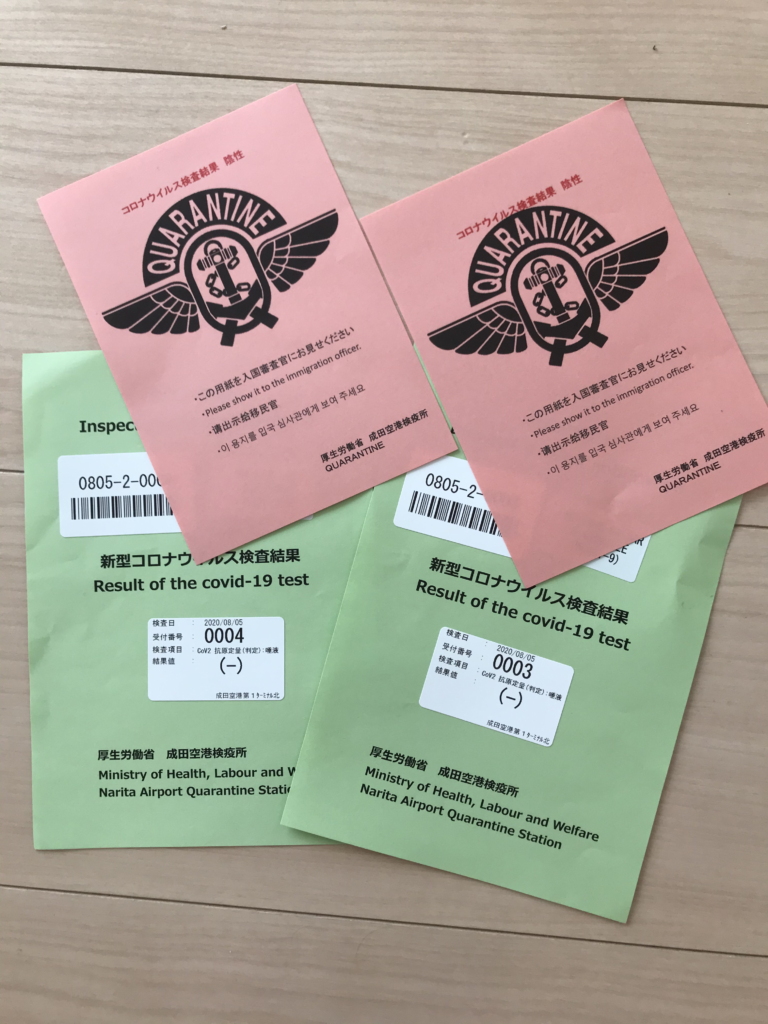 コロナウイルス検査結果 陰性
QUARANTINE
・この用紙を入国審査官にお見せください
・Please show it to the immigration officer.
・请出示给移民官
・이 용지를 입국 심사관에게 보여 주세요
厚生労働省 成田空港検疫所
QUARANTINE
コロナウイルス検査結果 陰性
QUARANTINE
・この用紙を入国審査官にお見せください
・Please show it to the immigration officer.
・请出示给移民官
・이 용지를 입국 심사관에게 보여 주세요
厚生労働省 成田空港検疫所
QUARANTINE
0805-2-
新型コロナウイルス検査結果
Result of the covid-19 test
検査日 : 2020/08/05
受付番号 : 0004
検査項目 : CoV2 抗原定量(判定):唾液
結果値 : (-)
成田空港第1ターミナル北
厚生労働省 成田空港検疫所
Ministry of Health, Labour and
Narita Airport Quarantine
0805-2-
新型コロナウイルス検査結果
Result of the covid-19 test
検査日 : 2020/08/05
受付番号 : 0003
検査項目 : CoV2 抗原定量(判定):唾液
結果値 : (-)
成田空港第1ターミナル北
厚生労働省 成田空港検疫所
Ministry of Health, Labour and Welfare
Narita Airport Quarantine Station